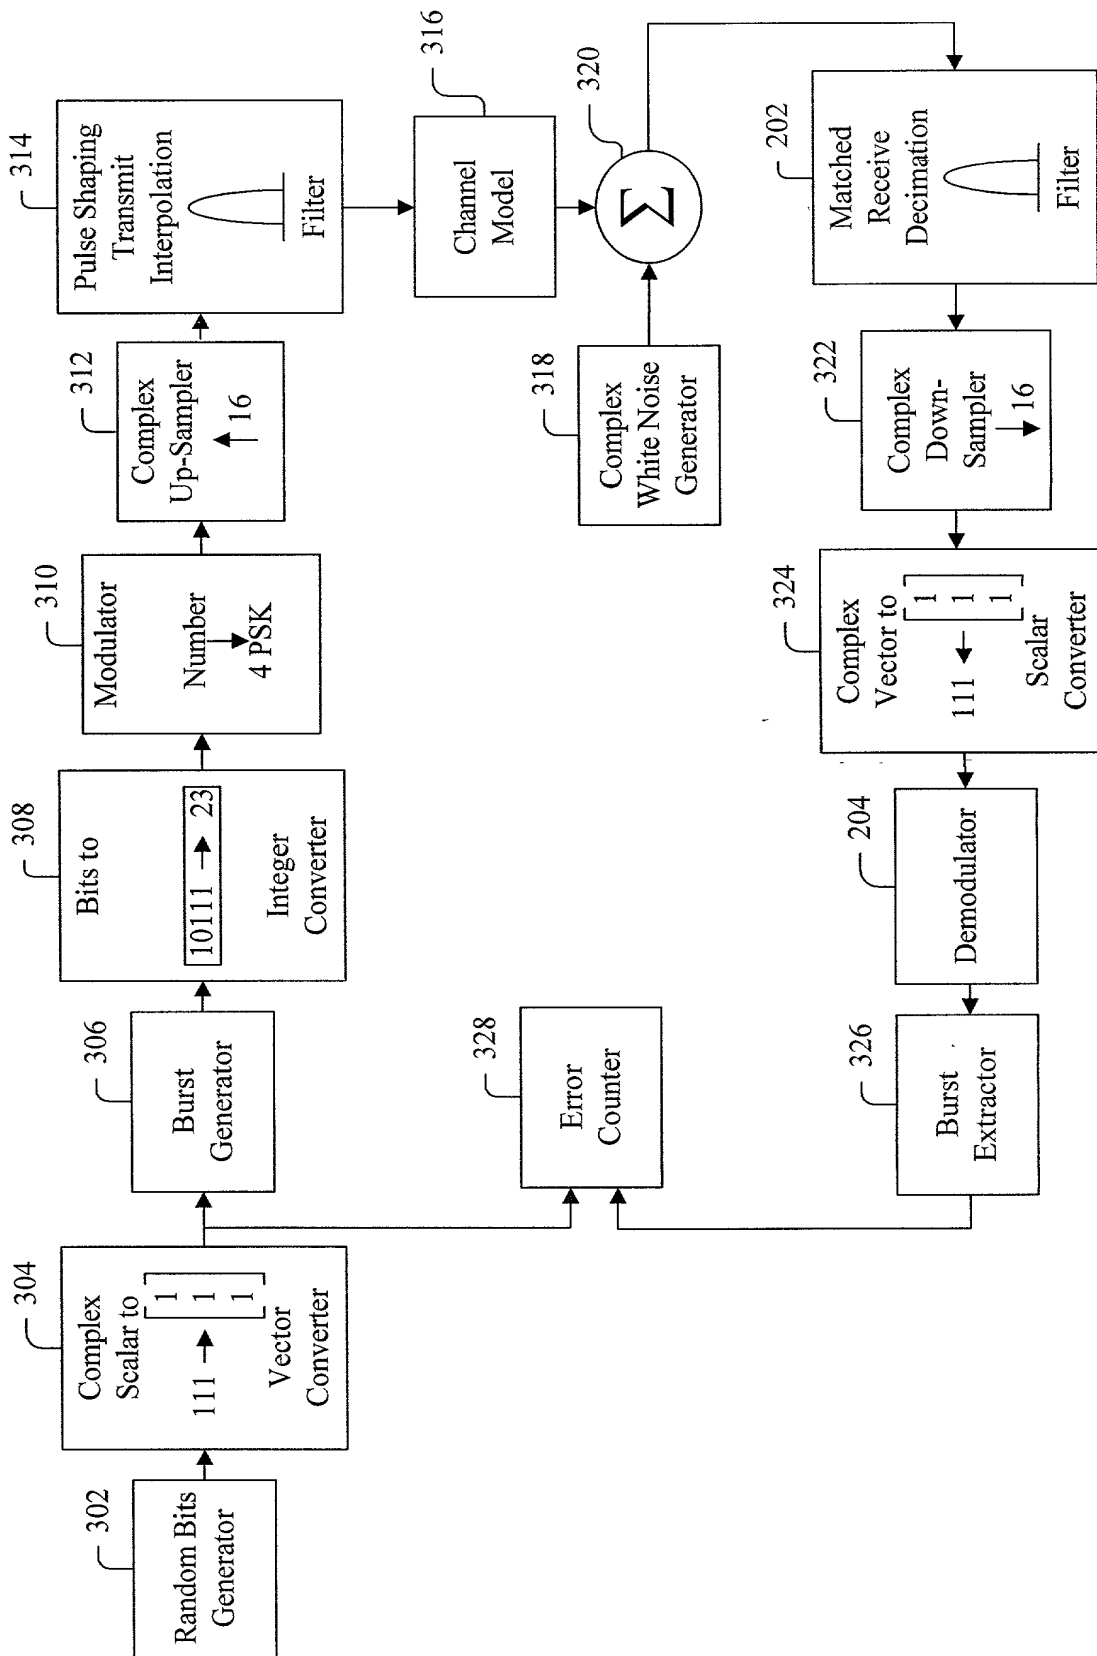 302
Random Bits
Generator
304
Complex
Scalar to
111 → [1 1 1]
Vector
Converter
306
Burst
Generator
308
Bits to
10111 → 23
Integer
Converter
310
Modulator
Number
→
4 PSK
312
Complex
Up-Sampler
↑ 16
314
Pulse Shaping
Transmit
Interpolation
Filter
316
Channel
Model
318
Complex
White Noise
Generator
320
Σ
202
Matched
Receive
Decimation
Filter
322
Complex
Down-
Sampler
↓ 16
324
Complex
Vector to
111 ← [1 1 1]
Scalar
Converter
204
Demodulator
326
Burst
Extractor
328
Error
Counter